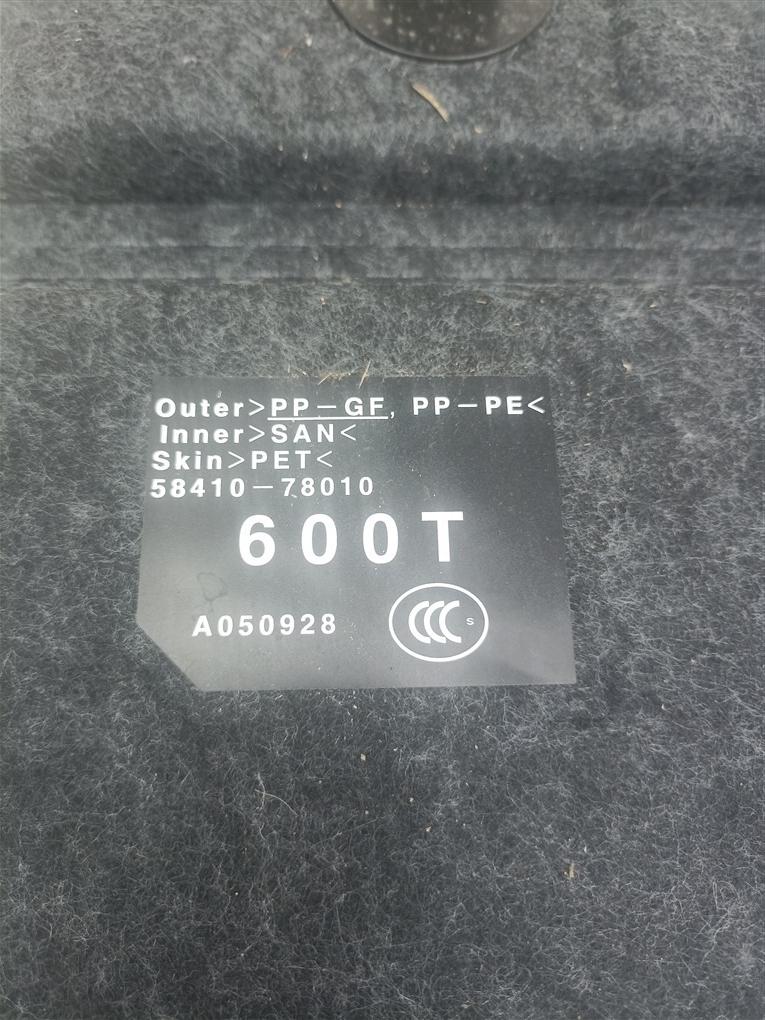 Outer>PP-GF, PP-PE<
Inner>SAN<
Skin>PET<
58410-78010
600T
A050928
CCC S